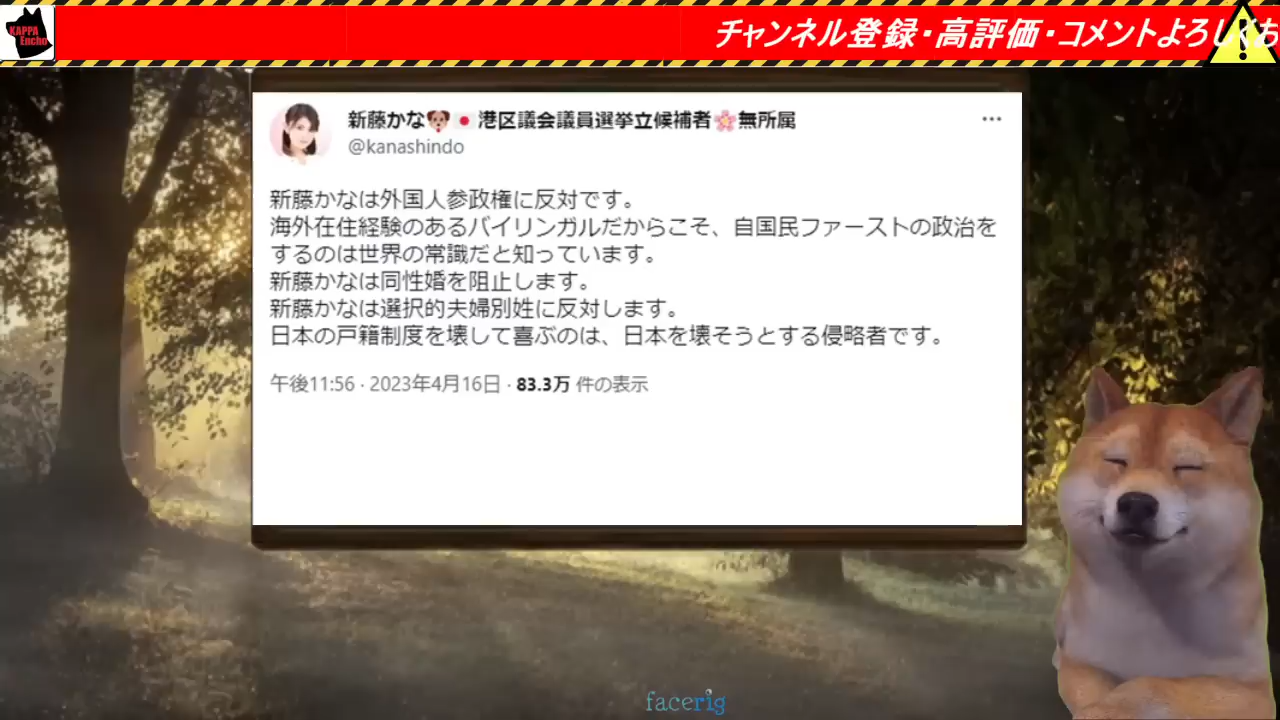 KAPPA
Encho
チャンネル登録・高評価・コメントよろしくお
新藤かな🐶🇯🇵港区議会議員選挙立候補者🌸無所属
@kanashindo
新藤かなは外国人参政権に反対です。
海外在住経験のあるバイリンガルだからこそ、自国民ファーストの政治を
するのは世界の常識だと知っています。
新藤かなは同性婚を阻止します。
新藤かなは選択的夫婦別姓に反対します。
日本の戸籍制度を壊して喜ぶのは、日本を壊そうとする侵略者です。
午後11:56 · 2023年4月16日 · 83.3万 件の表示
facerig